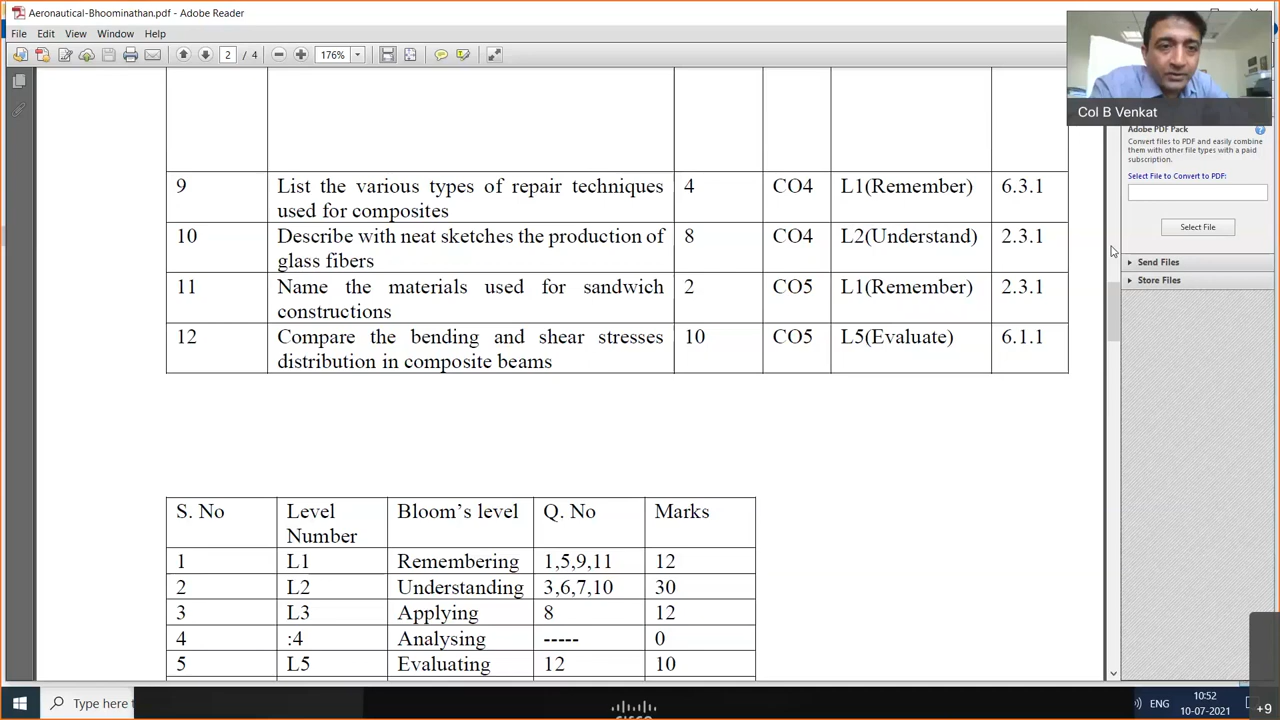 Aeronautical-Bhoominathan.pdf - Adobe Reader
File Edit View Window Help
2 / 4 176%
Col B Venkat
Adobe PDF Pack
Convert files to PDF and easily combine
them with other file types with a paid
subscription.
Select File to Convert to PDF:
Select File
Send Files
Store Files
9 List the various types of repair techniques 4 CO4 L1(Remember) 6.3.1
used for composites
10 Describe with neat sketches the production of 8 CO4 L2(Understand) 2.3.1
glass fibers
11 Name the materials used for sandwich 2 CO5 L1(Remember) 2.3.1
constructions
12 Compare the bending and shear stresses 10 CO5 L5(Evaluate) 6.1.1
distribution in composite beams
S. No Level Bloom's level Q. No Marks
Number
1 L1 Remembering 1,5,9,11 12
2 L2 Understanding 3,6,7,10 30
3 L3 Applying 8 12
4 :4 Analysing ----- 0
5 L5 Evaluating 12 10
Type here t
ENG
10:52
10-07-2021
+9